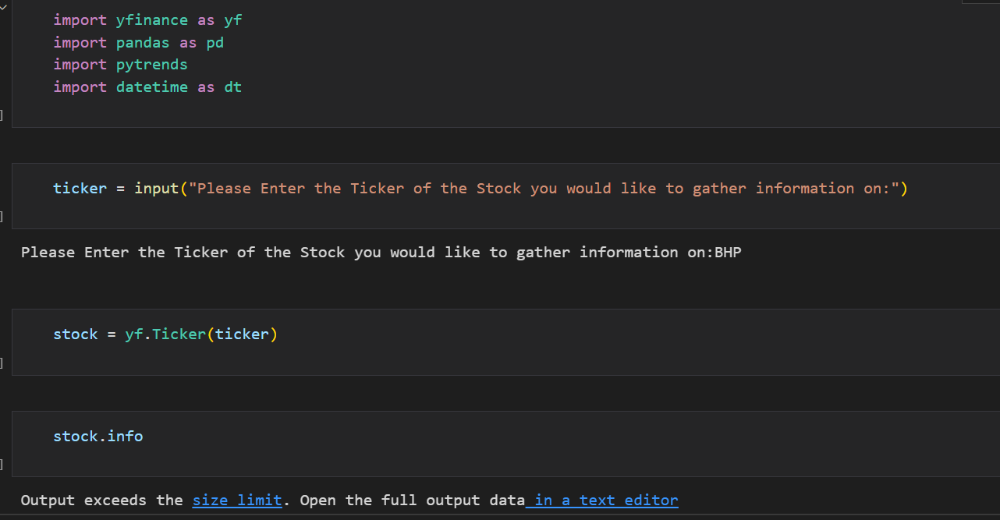 import yfinance as yf
import pandas as pd
import pytrends
import datetime as dt
]
ticker = input("Please Enter the Ticker of the Stock you would like to gather information on:")
]
Please Enter the Ticker of the Stock you would like to gather information on:BHP
stock = yf.Ticker(ticker)
]
stock.info
]
Output exceeds the size limit. Open the full output data in a text editor